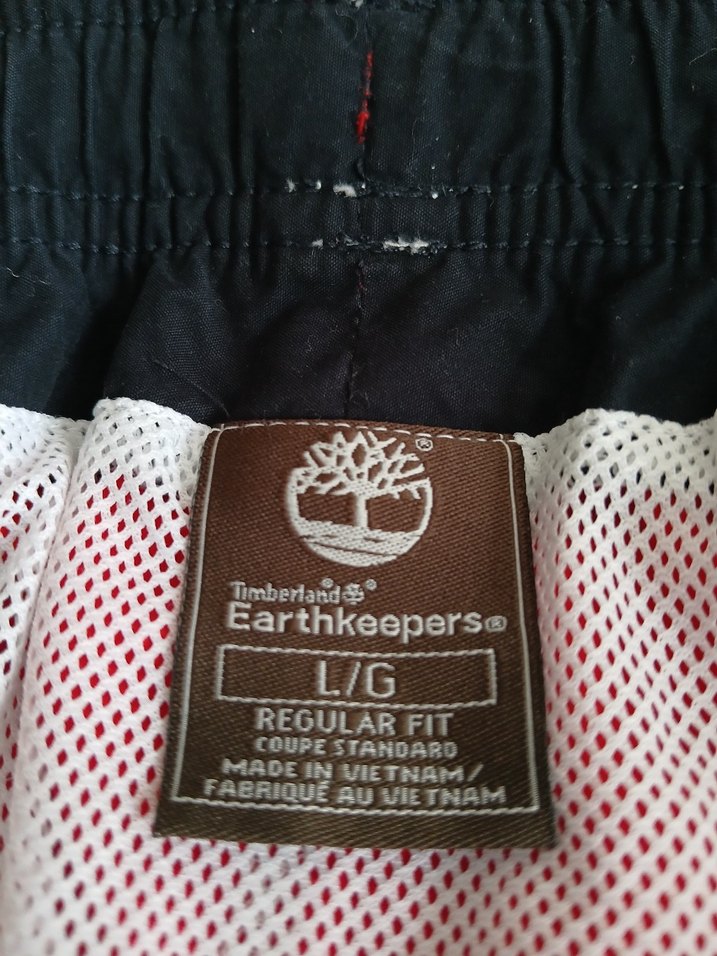 ®
Timberland®
Earthkeepers®
L/G
REGULAR FIT
COUPE STANDARD
MADE IN VIETNAM/
FABRIQUÉ AU VIETNAM